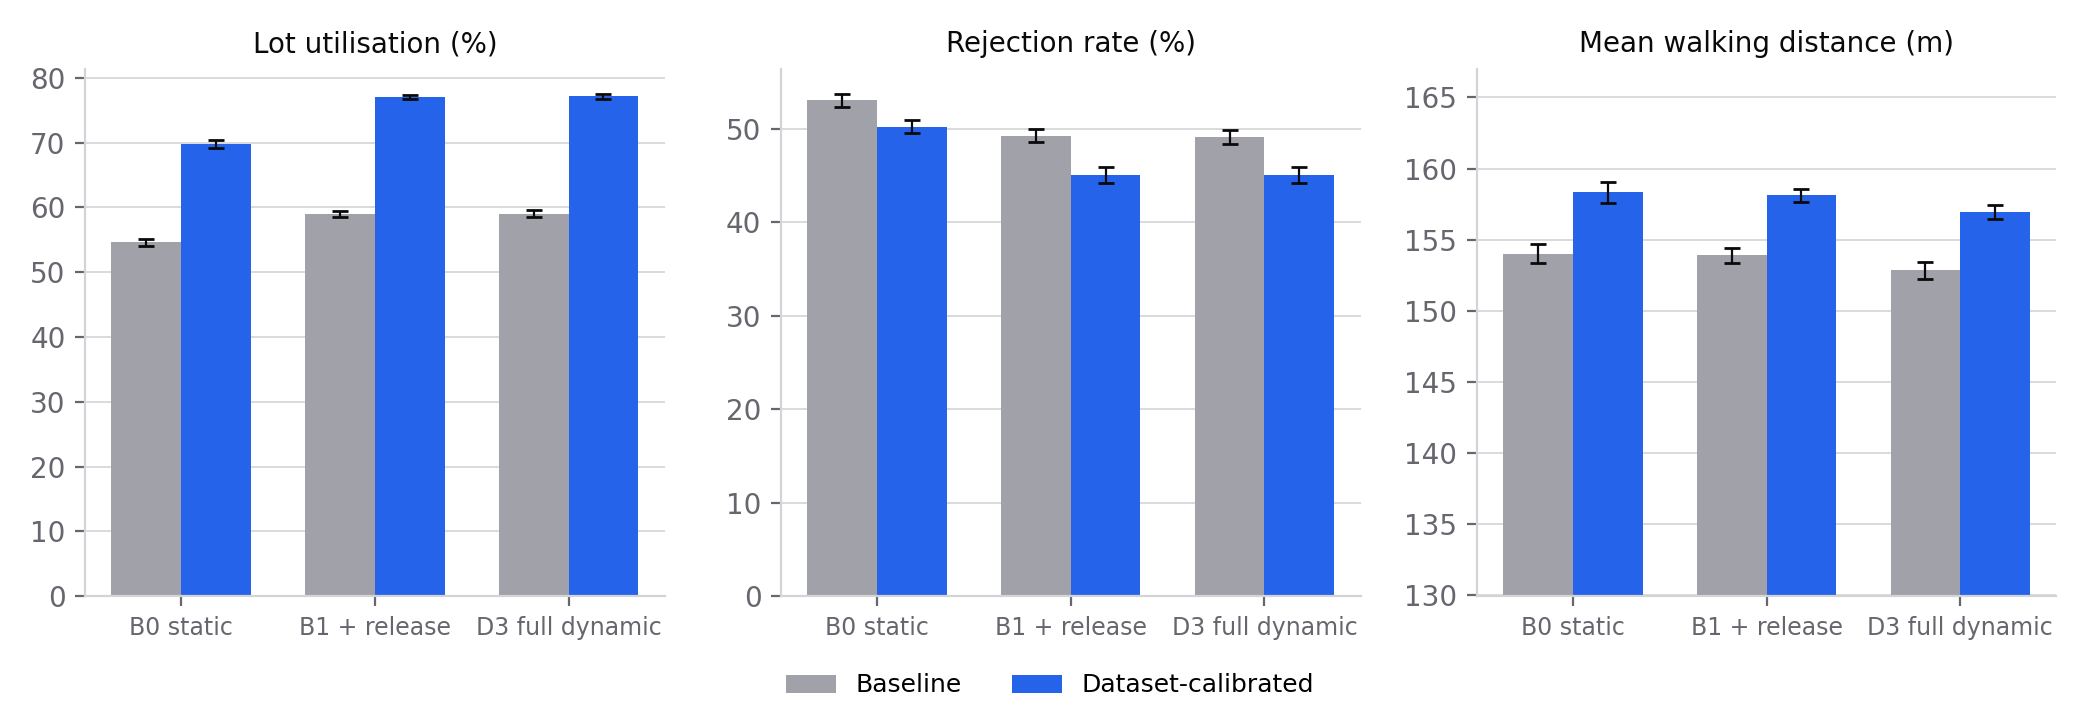 Lot utilisation (%)
80
70
60
50
40
30
20
10
0
B0 static
B1 + release
D3 full dynamic
Rejection rate (%)
50
40
30
20
10
0
B0 static
B1 + release
D3 full dynamic
Mean walking distance (m)
165
160
155
150
145
140
135
130
B0 static
B1 + release
D3 full dynamic
Baseline
Dataset-calibrated